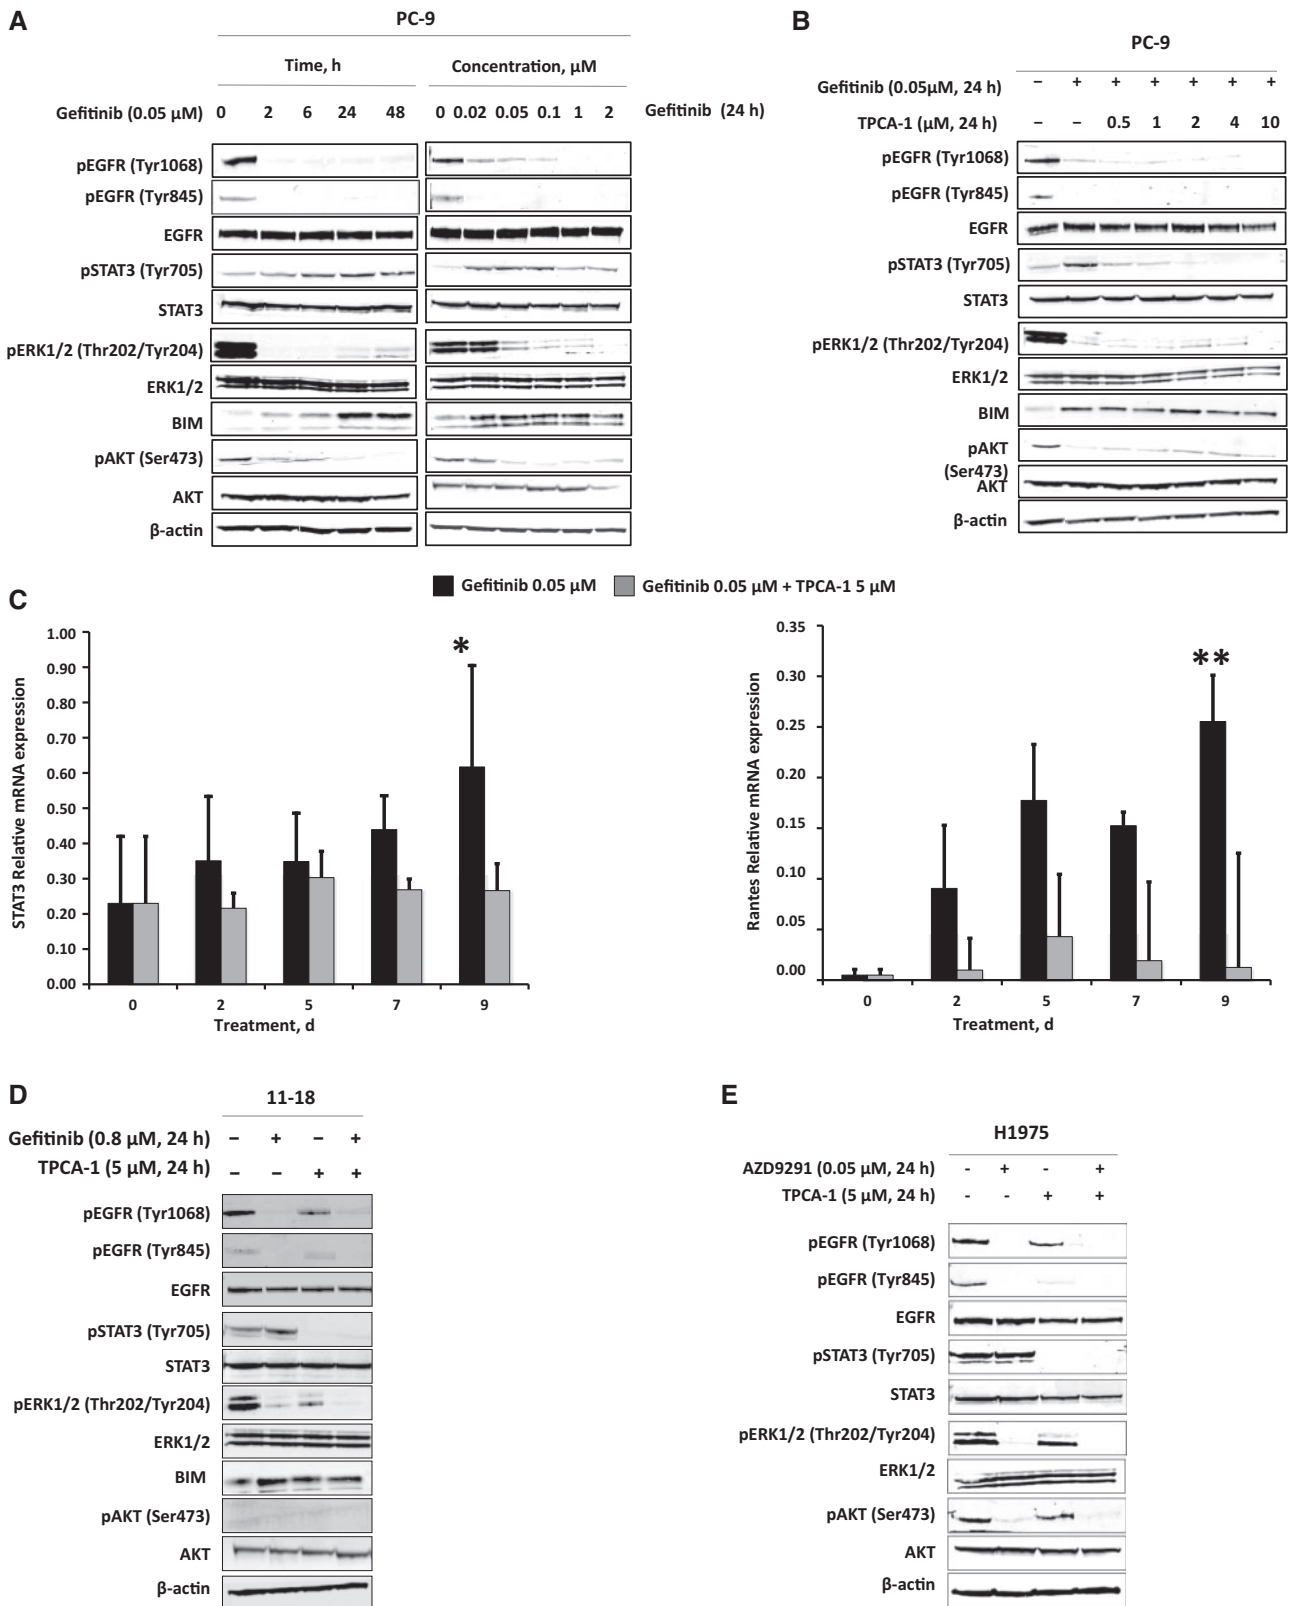 A
PC-9
Time, h
Concentration, µM
Gefitinib (0.05 µM) 0 2 6 24 48 0 0.02 0.05 0.1 1 2 Gefitinib (24 h)
pEGFR (Tyr1068)
pEGFR (Tyr845)
EGFR
pSTAT3 (Tyr705)
STAT3
pERK1/2 (Thr202/Tyr204)
ERK1/2
BIM
pAKT (Ser473)
AKT
β-actin
B
PC-9
Gefitinib (0.05µM, 24 h) – + + + + + +
TPCA-1 (µM, 24 h) – – 0.5 1 2 4 10
pEGFR (Tyr1068)
pEGFR (Tyr845)
EGFR
pSTAT3 (Tyr705)
STAT3
pERK1/2 (Thr202/Tyr204)
ERK1/2
BIM
pAKT
(Ser473)
AKT
β-actin
C
Gefitinib 0.05 µM
Gefitinib 0.05 µM + TPCA-1 5 µM
STAT3 Relative mRNA expression
1.00
0.90
0.80
0.70
0.60
0.50
0.40
0.30
0.20
0.10
0.00
*
0 2 5 7 9
Treatment, d
Rantes Relative mRNA expression
0.35
0.30
0.25
0.20
0.15
0.10
0.05
0.00
**
0 2 5 7 9
Treatment, d
D
11-18
Gefitinib (0.8 µM, 24 h) – + – +
TPCA-1 (5 µM, 24 h) – – + +
pEGFR (Tyr1068)
pEGFR (Tyr845)
EGFR
pSTAT3 (Tyr705)
STAT3
pERK1/2 (Thr202/Tyr204)
ERK1/2
BIM
pAKT (Ser473)
AKT
β-actin
E
H1975
AZD9291 (0.05 µM, 24 h) - + - +
TPCA-1 (5 µM, 24 h) - - + +
pEGFR (Tyr1068)
pEGFR (Tyr845)
EGFR
pSTAT3 (Tyr705)
STAT3
pERK1/2 (Thr202/Tyr204)
ERK1/2
pAKT (Ser473)
AKT
β-actin